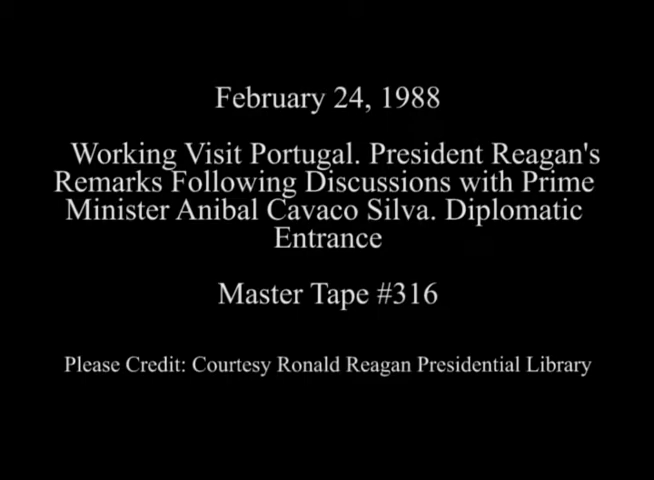 February 24, 1988
Working Visit Portugal. President Reagan's
Remarks Following Discussions with Prime
Minister Anibal Cavaco Silva. Diplomatic
Entrance
Master Tape #316
Please Credit: Courtesy Ronald Reagan Presidential Library